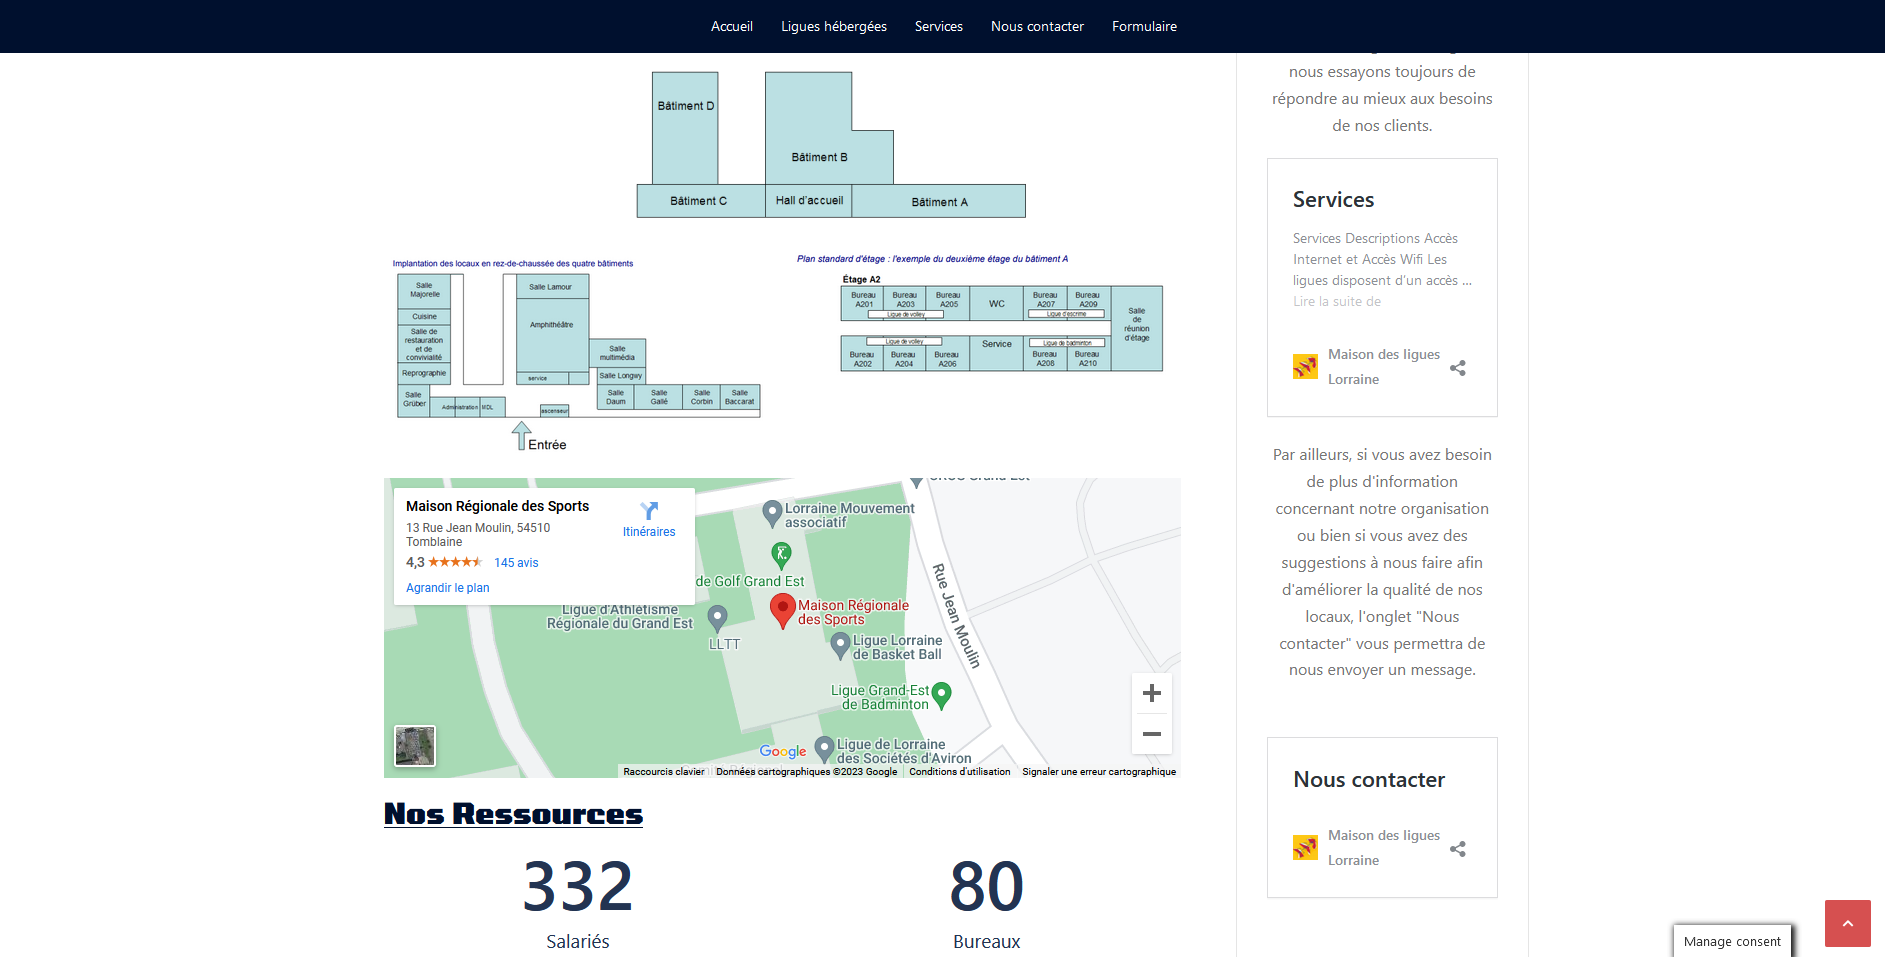 Accueil
Ligues hébergées
Services
Nous contacter
Formulaire
Bâtiment D
Bâtiment B
Bâtiment C
Hall d'accueil
Bâtiment A
Implantation des locaux en rez-de-chaussée des quatre bâtiments
Salle
Majorelle
Cuisine
Salle de
restauration
et de
convivialité
Reprographie
Salle
Grüber
Administration MDL
Salle Lamour
Amphithéâtre
service
ascenseur
Salle
multimédia
Salle Longwy
Salle
Daum
Salle
Gallé
Salle
Corbin
Salle
Baccarat
Entrée
Plan standard d'étage : l'exemple du deuxième étage du bâtiment A
Étage A2
Bureau
A201
Bureau
A203
Bureau
A205
Ligue de volley
WC
Bureau
A207
Bureau
A209
Ligue d'escrime
Salle
de
réunion
d'étage
Ligue de volley
Bureau
A202
Bureau
A204
Bureau
A206
Service
Ligue de badminton
Bureau
A208
Bureau
A210
Maison Régionale des Sports
13 Rue Jean Moulin, 54510
Tomblaine
4,3
145 avis
Agrandir le plan
Itinéraires
Grand Est
Lorraine Mouvement
associatif
de Golf Grand Est
Ligue d'Athlétisme
Régionale du Grand Est
LLTT
Maison Régionale
des Sports
Ligue Lorraine
de Basket Ball
Rue Jean Moulin
Ligue Grand-Est
de Badminton
Google
Ligue de Lorraine
des Sociétés d'Aviron
Raccourcis clavier
Données cartographiques ©2023 Google
Conditions d'utilisation
Signaler une erreur cartographique
Nos Ressources
332
Salariés
80
Bureaux
nous essayons toujours de
répondre au mieux aux besoins
de nos clients.
Services
Services Descriptions Accès
Internet et Accès Wifi Les
ligues disposent d'un accès ...
Lire la suite de
Maison des ligues
Lorraine
Par ailleurs, si vous avez besoin
de plus d'information
concernant notre organisation
ou bien si vous avez des
suggestions à nous faire afin
d'améliorer la qualité de nos
locaux, l'onglet "Nous
contacter" vous permettra de
nous envoyer un message.
Nous contacter
Maison des ligues
Lorraine
Manage consent